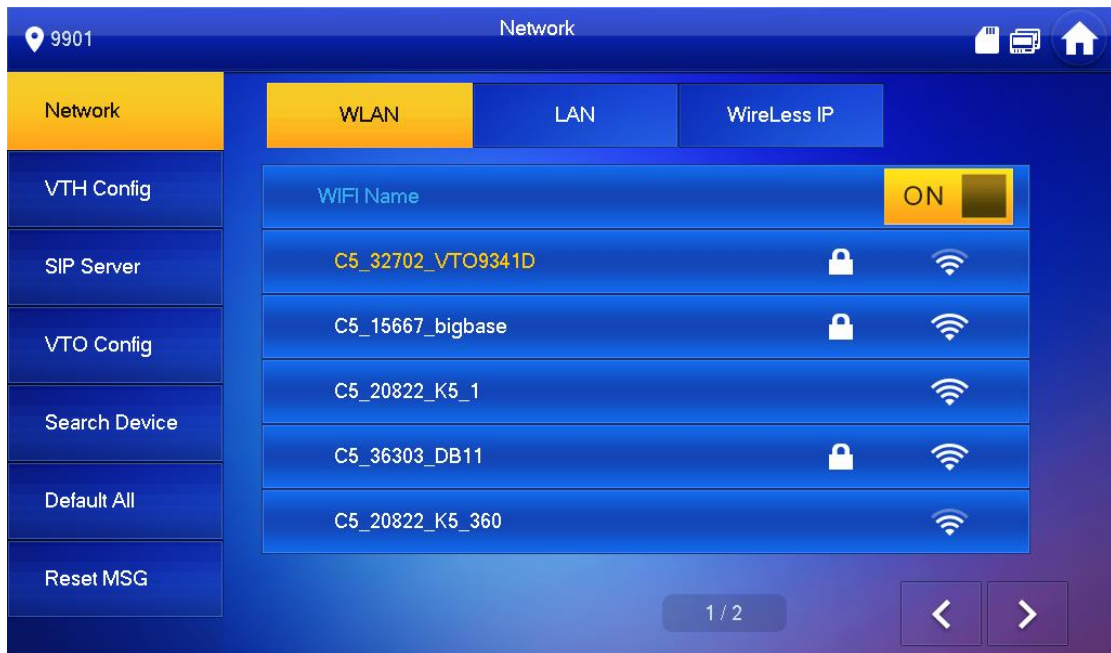 9901
Network
Network
VTH Config
SIP Server
VTO Config
Search Device
Default All
Reset MSG
WLAN
LAN
WireLess IP
WIFI Name
ON
C5_32702_VTO9341D
C5_15667_bigbase
C5_20822_K5_1
C5_36303_DB11
C5_20822_K5_360
1 / 2